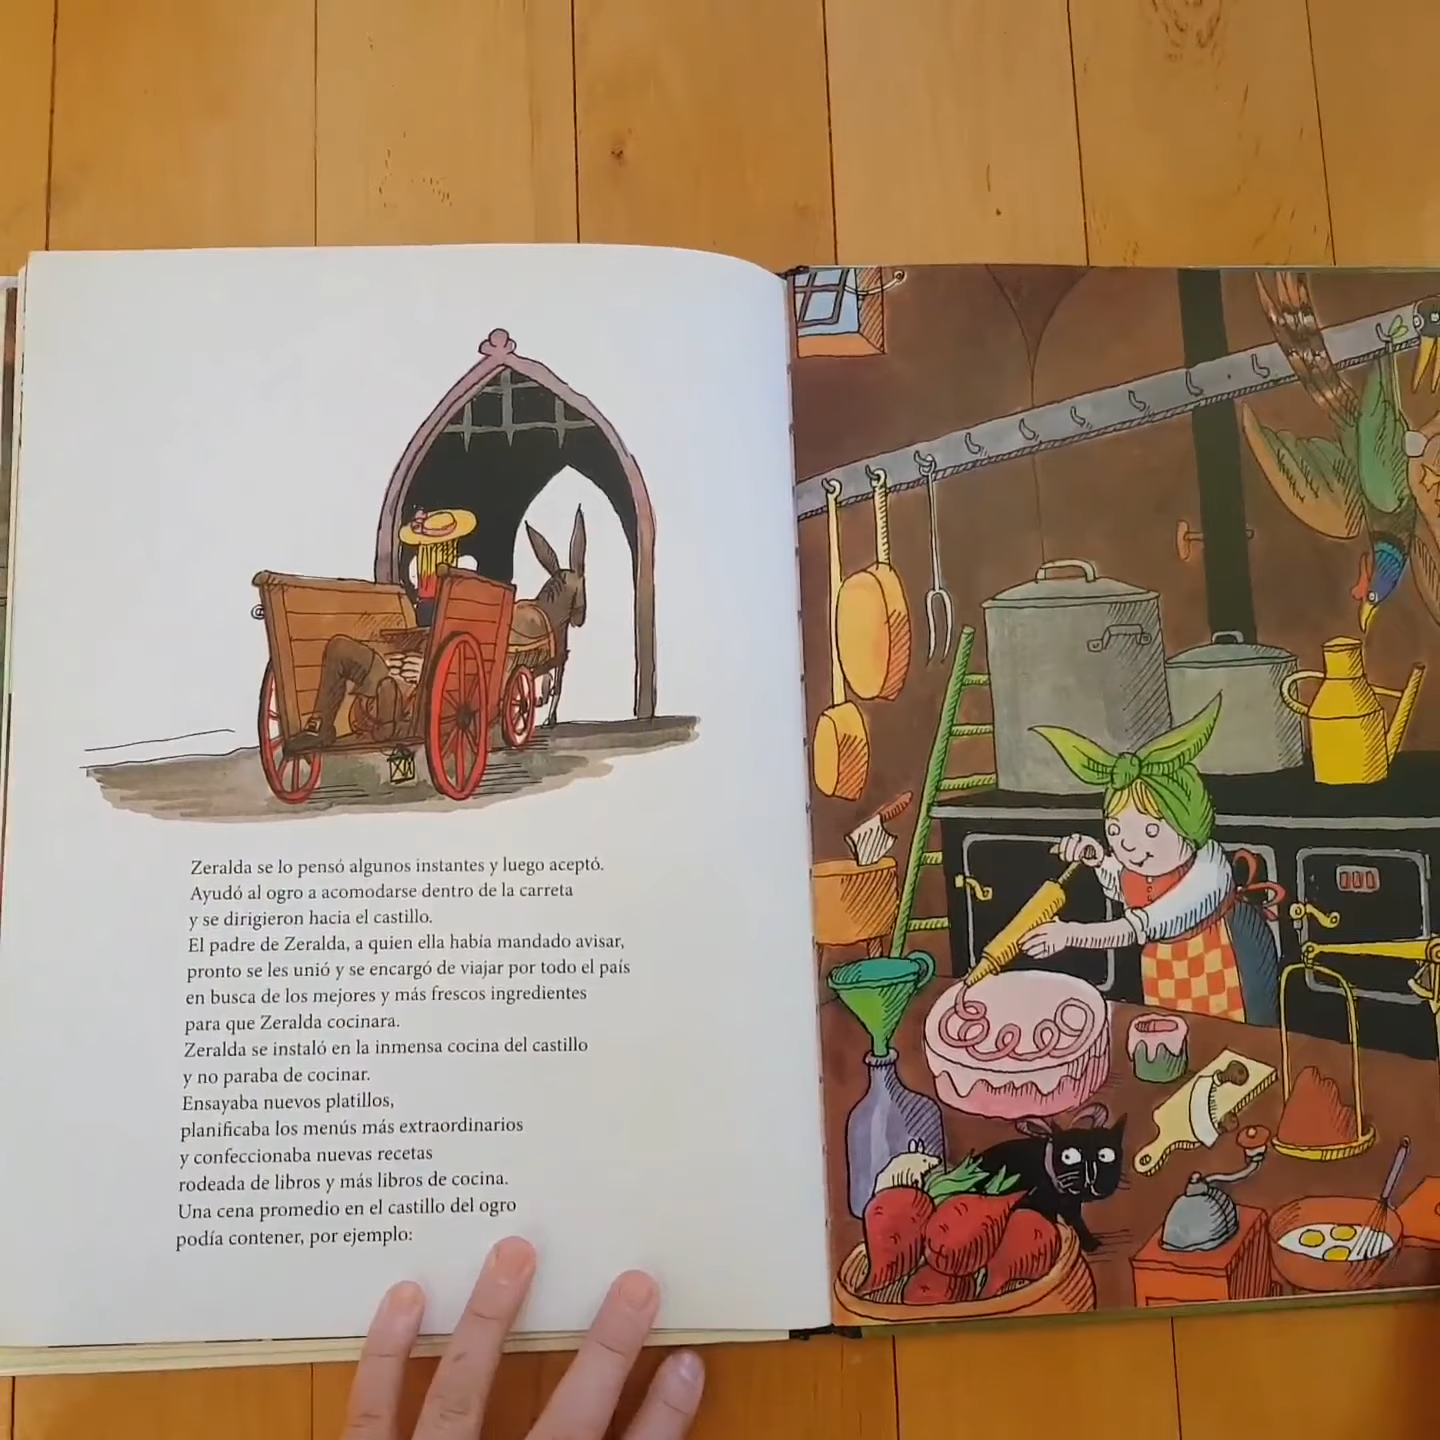 Zeralda se lo pensó algunos instantes y luego aceptó.
Ayudó al ogro a acomodarse dentro de la carreta
y se dirigieron hacia el castillo.
El padre de Zeralda, a quien ella había mandado avisar,
pronto se les unió y se encargó de viajar por todo el país
en busca de los mejores y más frescos ingredientes
para que Zeralda cocinara.
Zeralda se instaló en la inmensa cocina del castillo
y no paraba de cocinar.
Ensayaba nuevos platillos,
planificaba los menús más extraordinarios
y confeccionaba nuevas recetas
rodeada de libros y más libros de cocina.
Una cena promedio en el castillo del ogro
podía contener, por ejemplo: